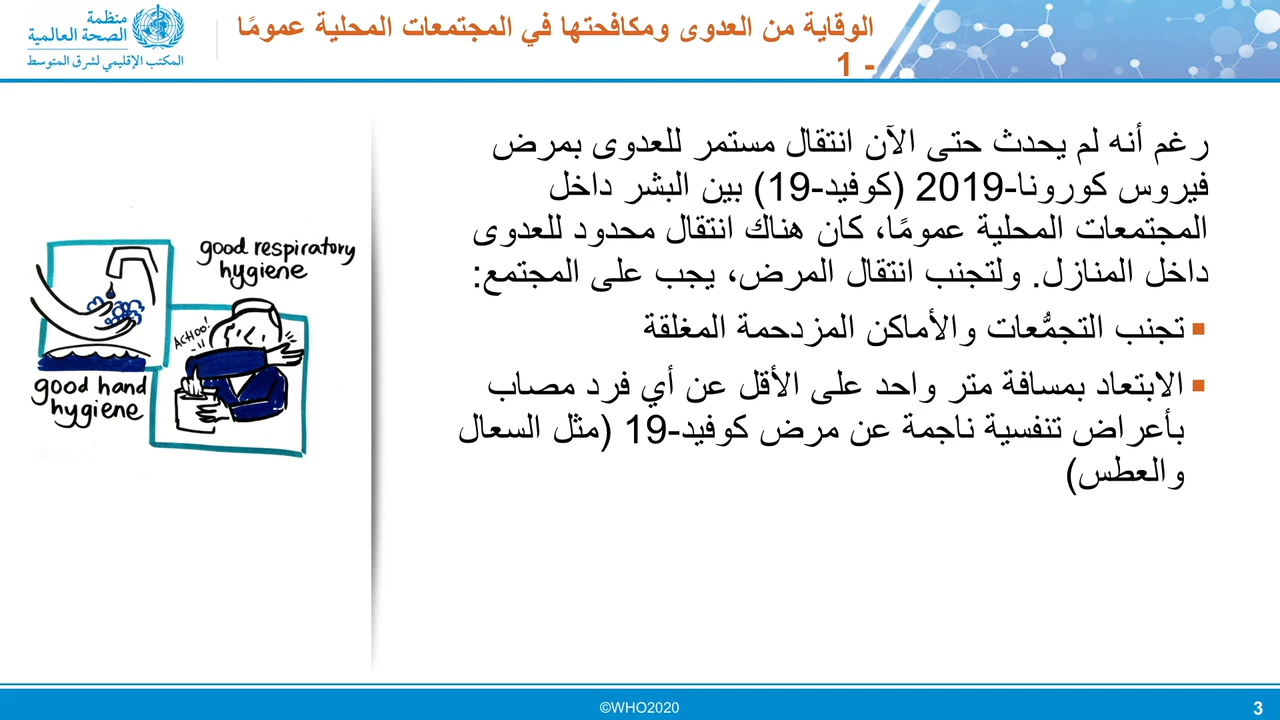 منظمة
الصحة العالمية
المكتب الإقليمي لشرق المتوسط
الوقاية من العدوى ومكافحتها في المجتمعات المحلية عمومًا
- 1
رغم أنه لم يحدث حتى الآن انتقال مستمر للعدوى بمرض
فيروس كورونا-2019 (كوفيد-19) بين البشر داخل
المجتمعات المحلية عمومًا، كان هناك انتقال محدود للعدوى
داخل المنازل. ولتجنب انتقال المرض، يجب على المجتمع:
▪ تجنب التجمُّعات والأماكن المزدحمة المغلقة
▪ الابتعاد بمسافة متر واحد على الأقل عن أي فرد مصاب
بأعراض تنفسية ناجمة عن مرض كوفيد-19 (مثل السعال
والعطس)
good respiratory
hygiene
ACHOO!
good hand
hygiene
©WHO2020
3